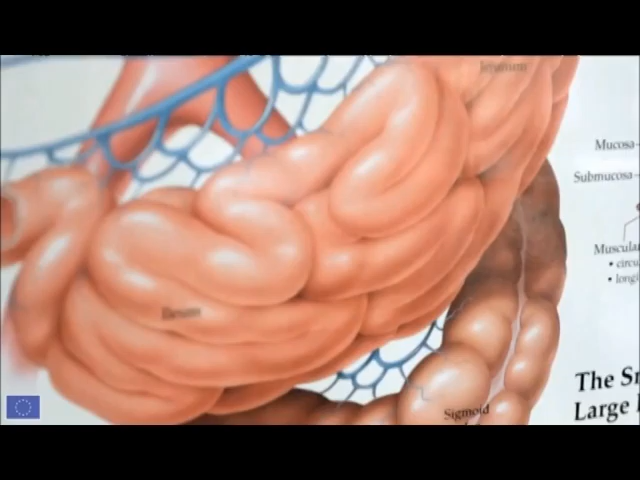 Jejunum
Mucosa
Submucosa
Muscular
• circu
• longi
Ileum
Sigmoid
The Sm
Large I